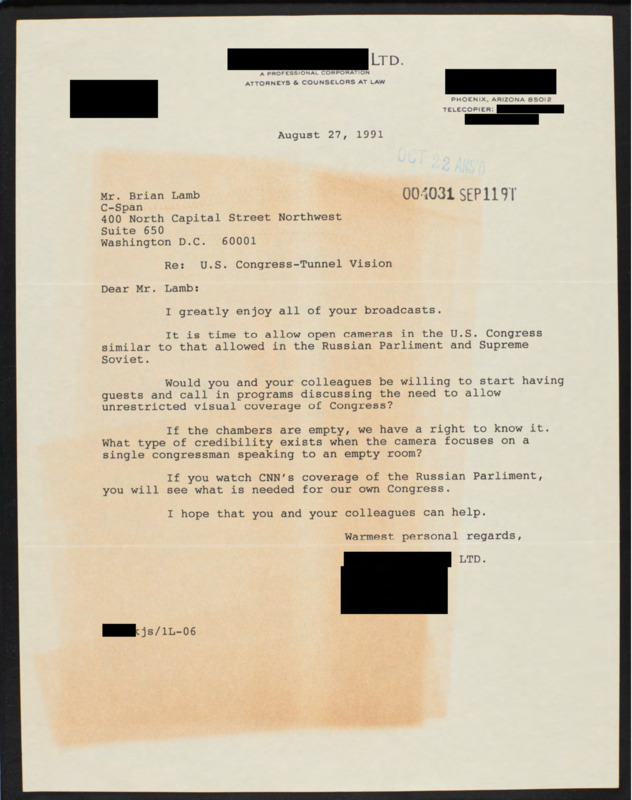 LTD.
A PROFESSIONAL CORPORATION
ATTORNEYS & COUNSELORS AT LAW
PHOENIX, ARIZONA 85012
TELECOPIER:
August 27, 1991
OCT 22 ANS'D
004031 SEP 11 91
Mr. Brian Lamb
C-Span
400 North Capital Street Northwest
Suite 650
Washington D.C. 60001
Re: U.S. Congress-Tunnel Vision
Dear Mr. Lamb:
I greatly enjoy all of your broadcasts.
It is time to allow open cameras in the U.S. Congress
similar to that allowed in the Russian Parliment and Supreme
Soviet.
Would you and your colleagues be willing to start having
guests and call in programs discussing the need to allow
unrestricted visual coverage of Congress?
If the chambers are empty, we have a right to know it.
What type of credibility exists when the camera focuses on a
single congressman speaking to an empty room?
If you watch CNN's coverage of the Russian Parliment,
you will see what is needed for our own Congress.
I hope that you and your colleagues can help.
Warmest personal regards,
LTD.
kjs/1L-06